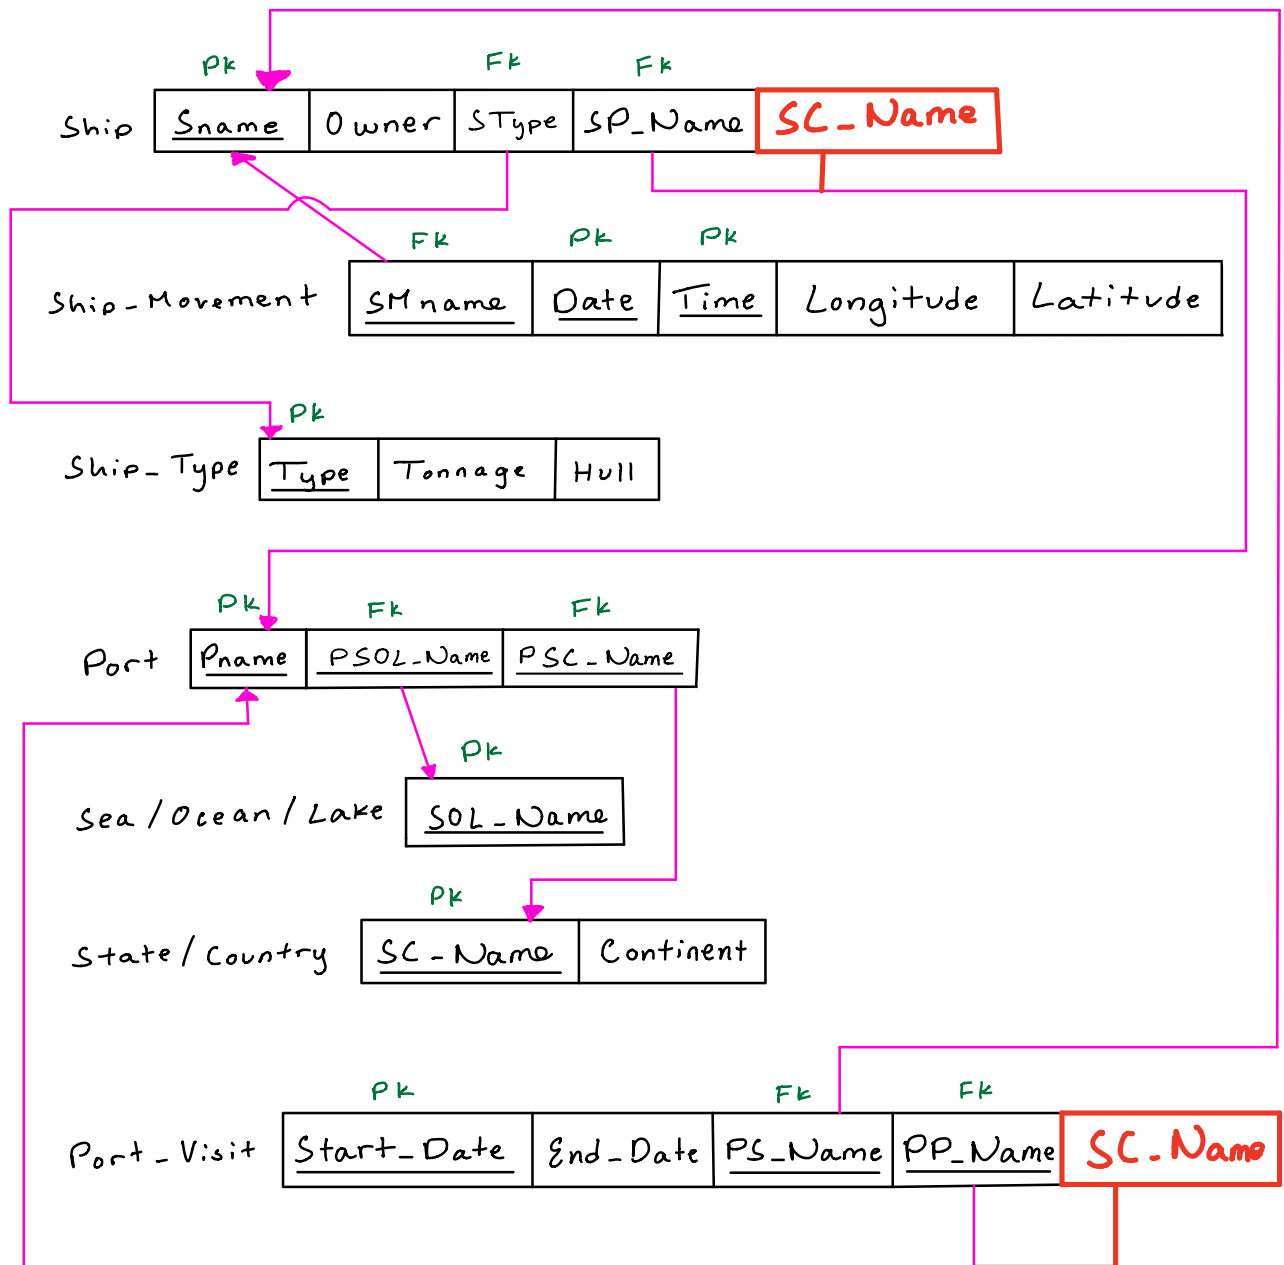 Pk Fk Fk
Ship Sname Owner SType SP_Name SC_Name
Fk Pk Pk
Ship_Movement SMname Date Time Longitude Latitude
Pk
Ship_Type Type Tonnage Hull
Pk Fk Fk
Port Pname PSOL_Name PSC_Name
Pk
Sea/Ocean/Lake SOL_Name
Pk
State/Country SC_Name Continent
Pk Fk Fk
Port_Visit Start_Date End_Date PS_Name PP_Name SC_Name